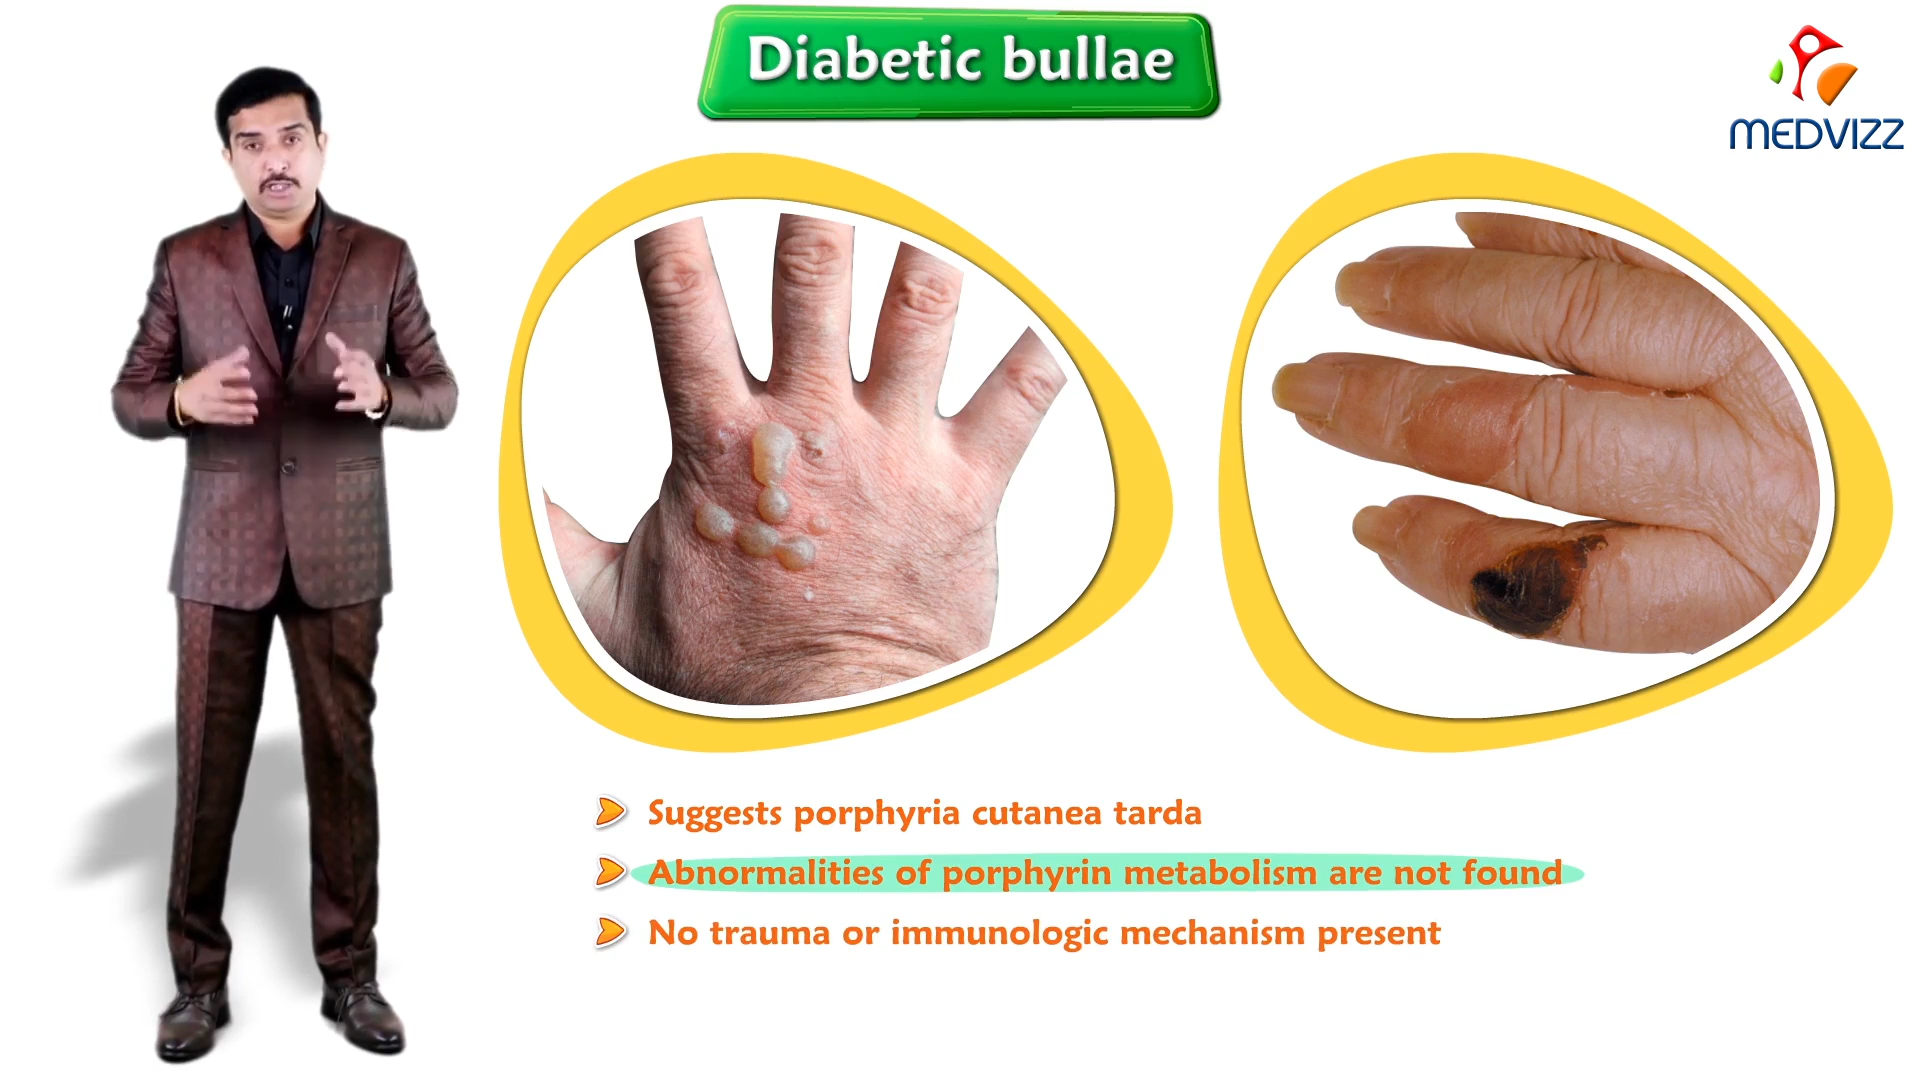 Diabetic bullae
MEDVIZZ
Suggests porphyria cutanea tarda
Abnormalities of porphyrin metabolism are not found
No trauma or immunologic mechanism present